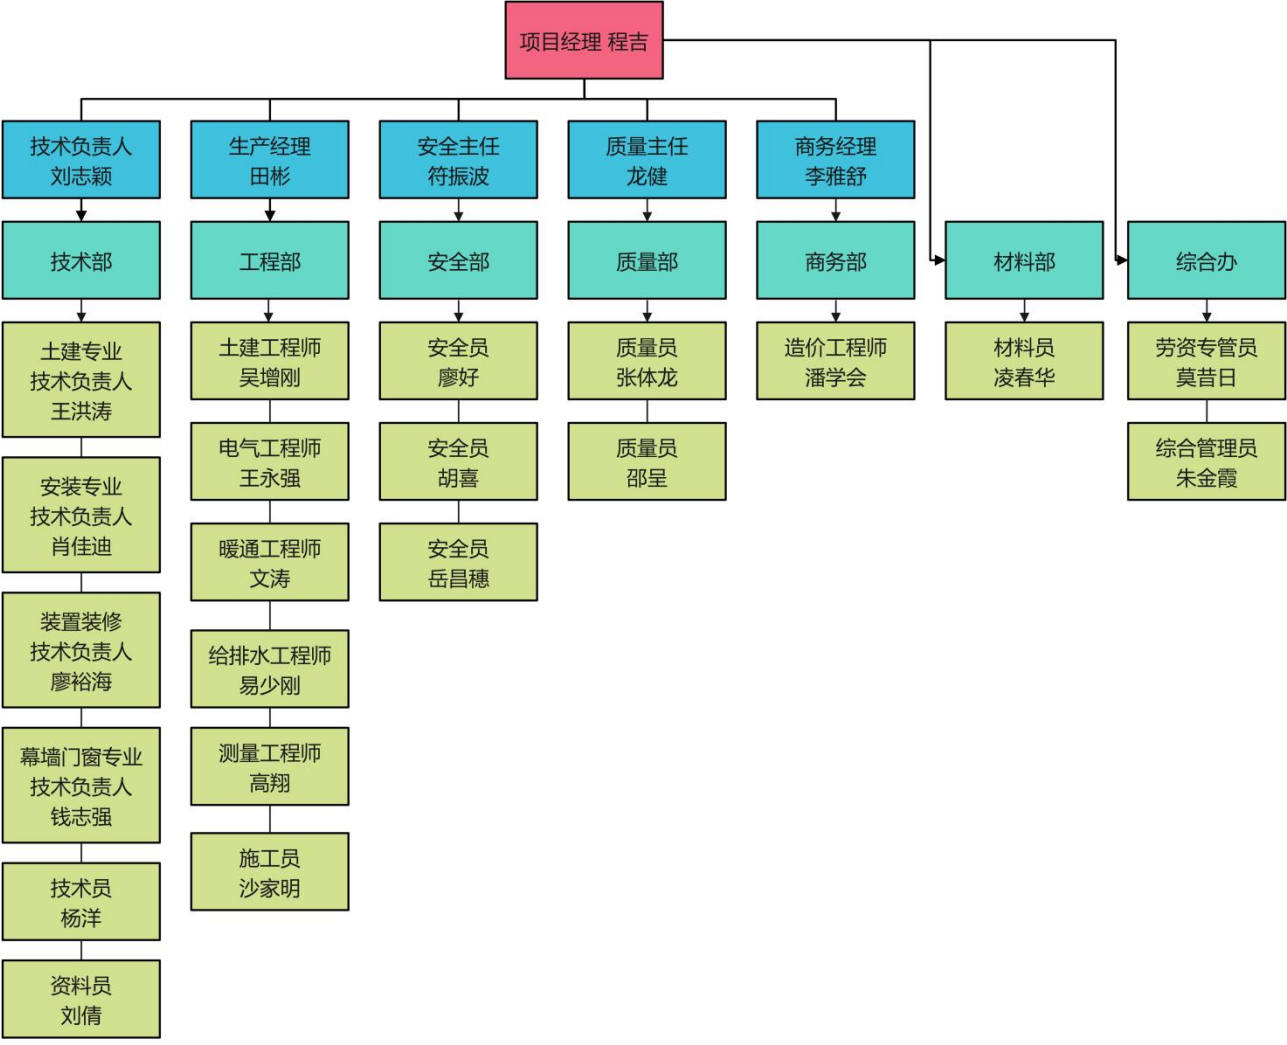 项目经理 程吉
技术负责人
刘志颖
生产经理
田彬
安全主任
符振波
质量主任
龙健
商务经理
李雅舒
技术部
工程部
安全部
质量部
商务部
材料部
综合办
土建专业
技术负责人
王洪涛
安装专业
技术负责人
肖佳迪
装置装修
技术负责人
廖裕海
幕墙门窗专业
技术负责人
钱志强
技术员
杨洋
资料员
刘倩
土建工程师
吴增刚
电气工程师
王永强
暖通工程师
文涛
给排水工程师
易少刚
测量工程师
高翔
施工员
沙家明
安全员
廖好
安全员
胡喜
安全员
岳昌穗
质量员
张体龙
质量员
邵呈
造价工程师
潘学会
材料员
凌春华
劳资专管员
莫昔日
综合管理员
朱金霞